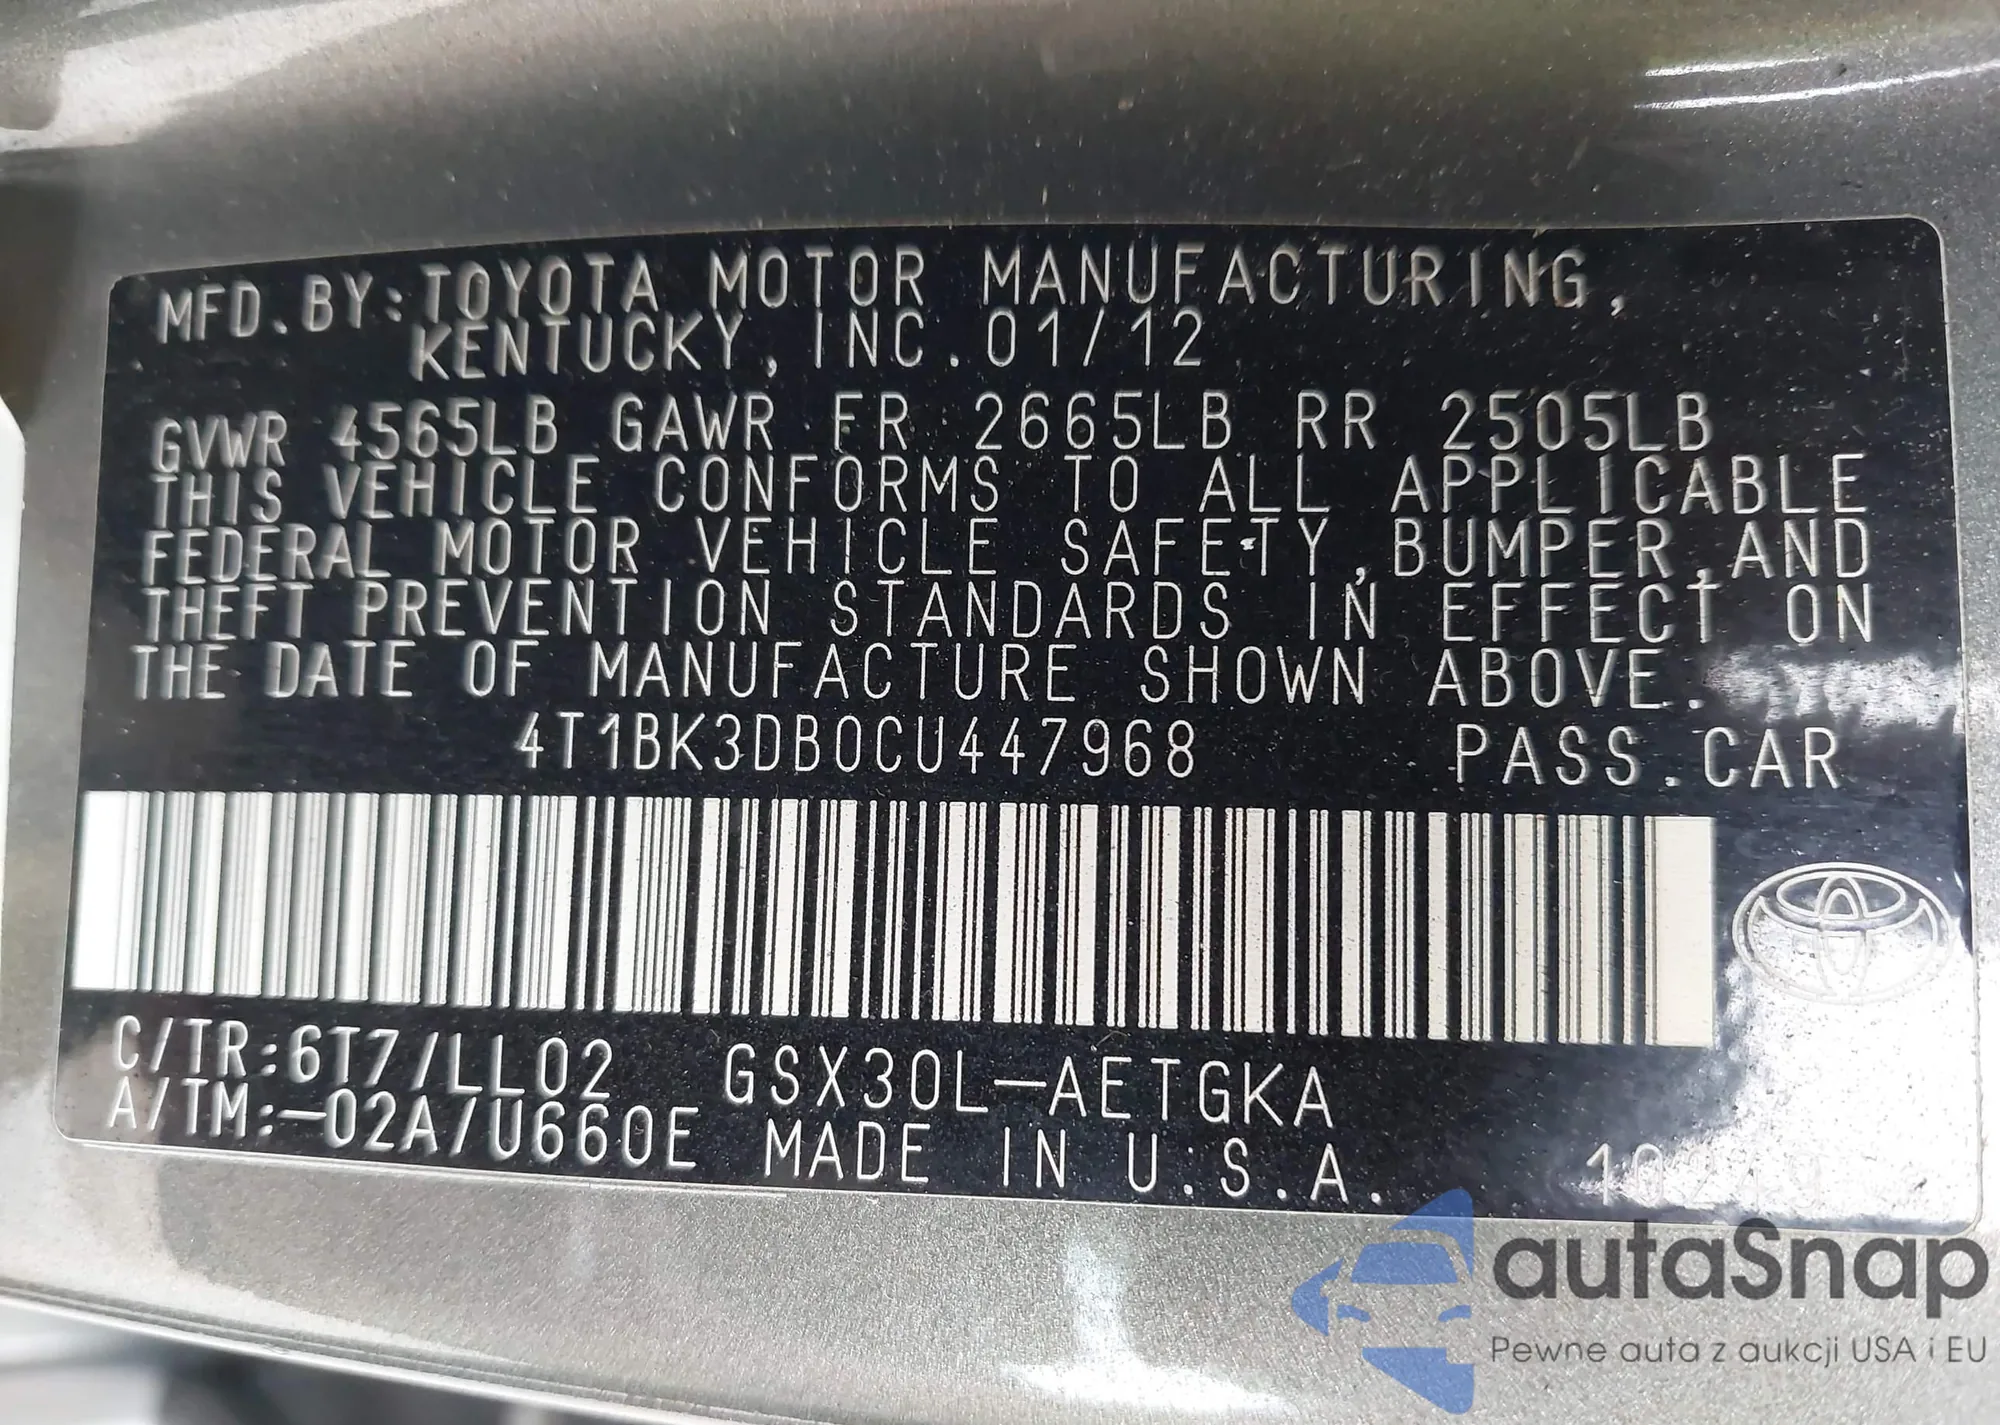 MFD. BY: TOYOTA MOTOR MANUFACTURING,
KENTUCKY, INC. 01/12
GVWR 4565LB GAWR FR 2665LB RR 2505LB
THIS VEHICLE CONFORMS TO ALL APPLICABLE
FEDERAL MOTOR VEHICLE SAFETY, BUMPER, AND
THEFT PREVENTION STANDARDS IN EFFECT ON
THE DATE OF MANUFACTURE SHOWN ABOVE.
4T1BK3DB0CU447968 PASS. CAR
C/TR:6T7/LL02 GSX30L-AETGKA
A/TM:-02A/U660E MADE IN U.S.A.
autaSnap
Pewne auta z aukcji USA i EU